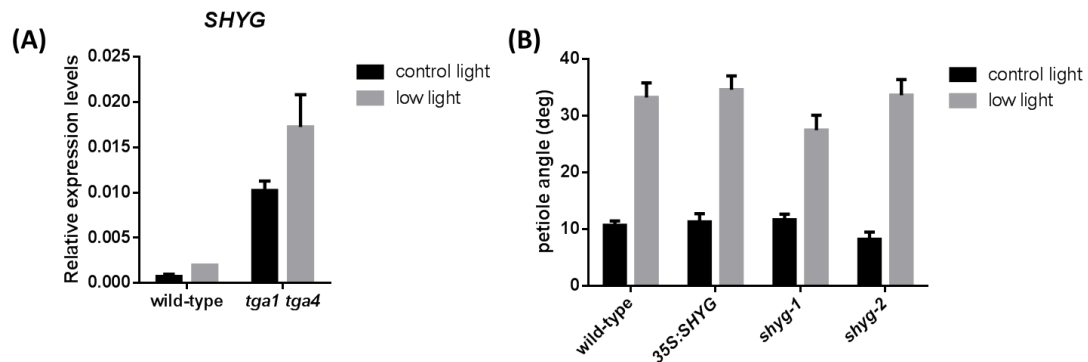 SHYG
(A)
Relative expression levels
0.025
0.020
0.015
0.010
0.005
0.000
wild-type
tga1 tga4
control light
low light
(B)
petiole angle (deg)
40
30
20
10
0
wild-type
35S:SHYG
shyg-1
shyg-2
control light
low light